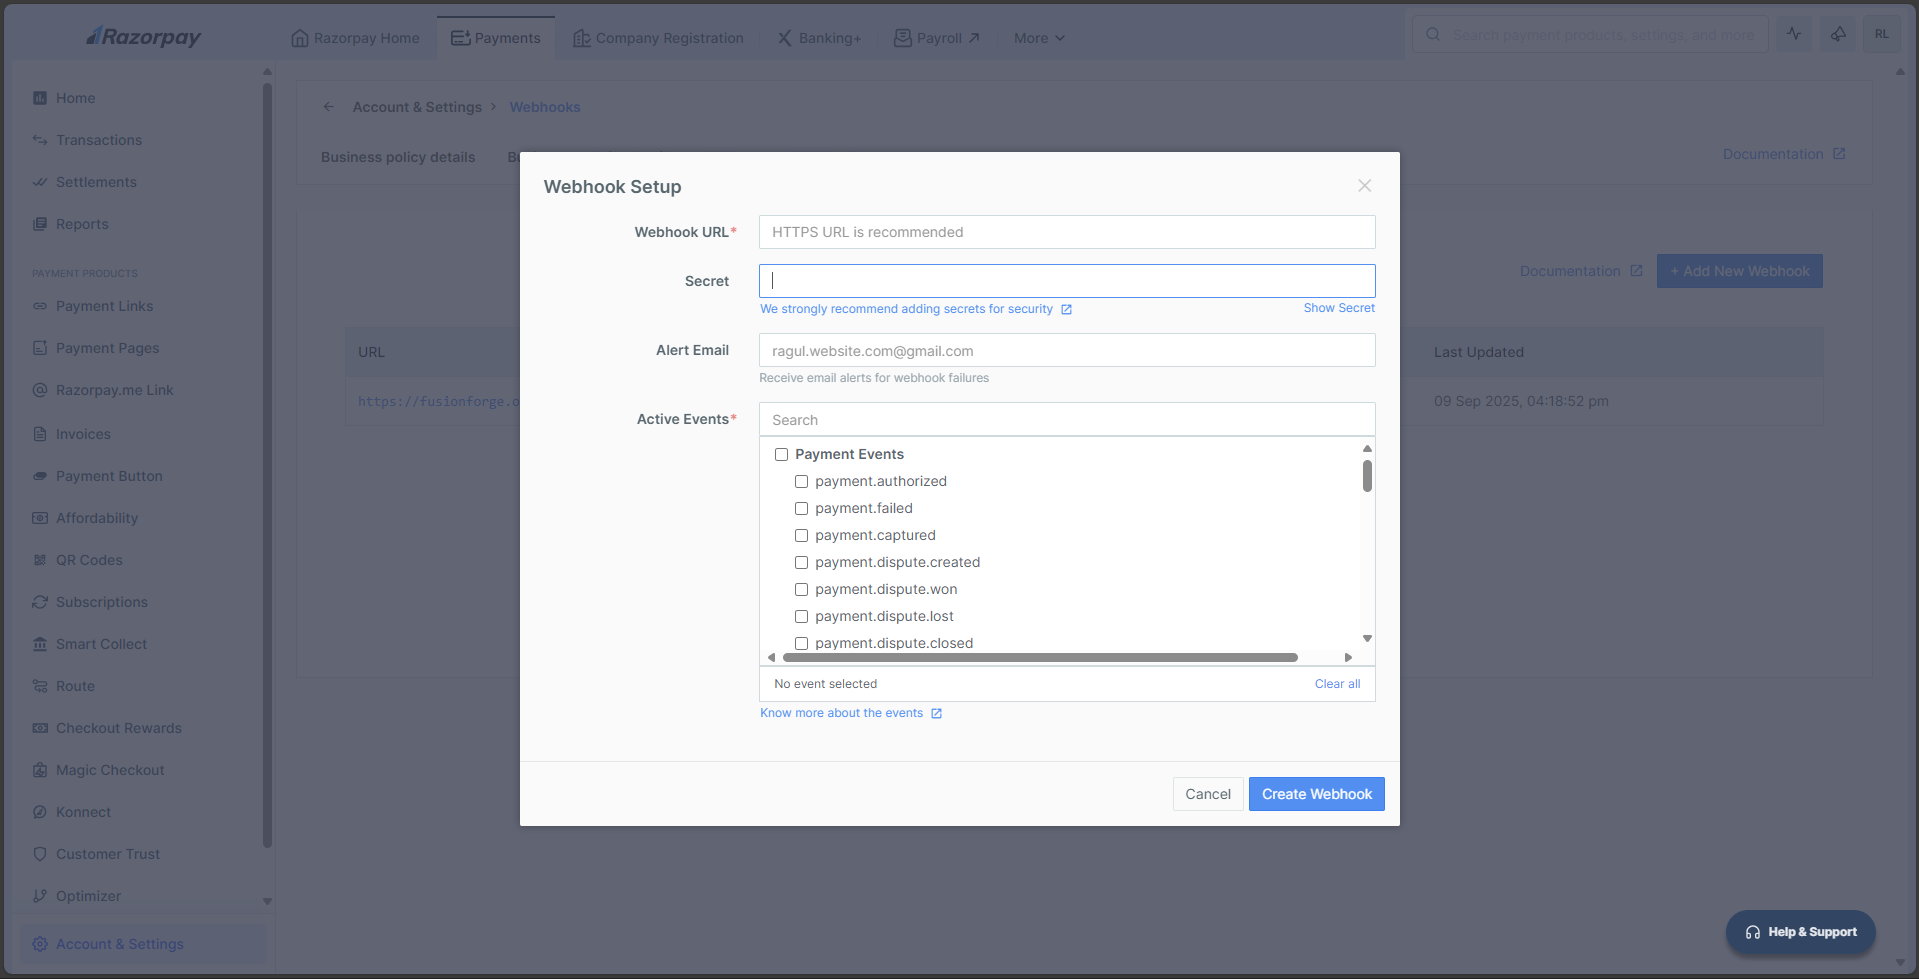 Razorpay
Razorpay Home
Payments
Company Registration
Banking+
Payroll
More
Search payment products, settings, and more
RL
Home
Transactions
Settlements
Reports
PAYMENT PRODUCTS
Payment Links
Payment Pages
Razorpay.me Link
Invoices
Payment Button
Affordability
QR Codes
Subscriptions
Smart Collect
Route
Checkout Rewards
Magic Checkout
Konnect
Customer Trust
Optimizer
Account & Settings
Account & Settings > Webhooks
Business policy details
Documentation
Documentation
+ Add New Webhook
URL
Last Updated
https://fusionforge.o
09 Sep 2025, 04:18:52 pm
Webhook Setup
Webhook URL*
HTTPS URL is recommended
Secret
We strongly recommend adding secrets for security
Show Secret
Alert Email
ragul.website.com@gmail.com
Receive email alerts for webhook failures
Active Events*
Search
Payment Events
payment.authorized
payment.failed
payment.captured
payment.dispute.created
payment.dispute.won
payment.dispute.lost
payment.dispute.closed
No event selected
Clear all
Know more about the events
Cancel
Create Webhook
Help & Support